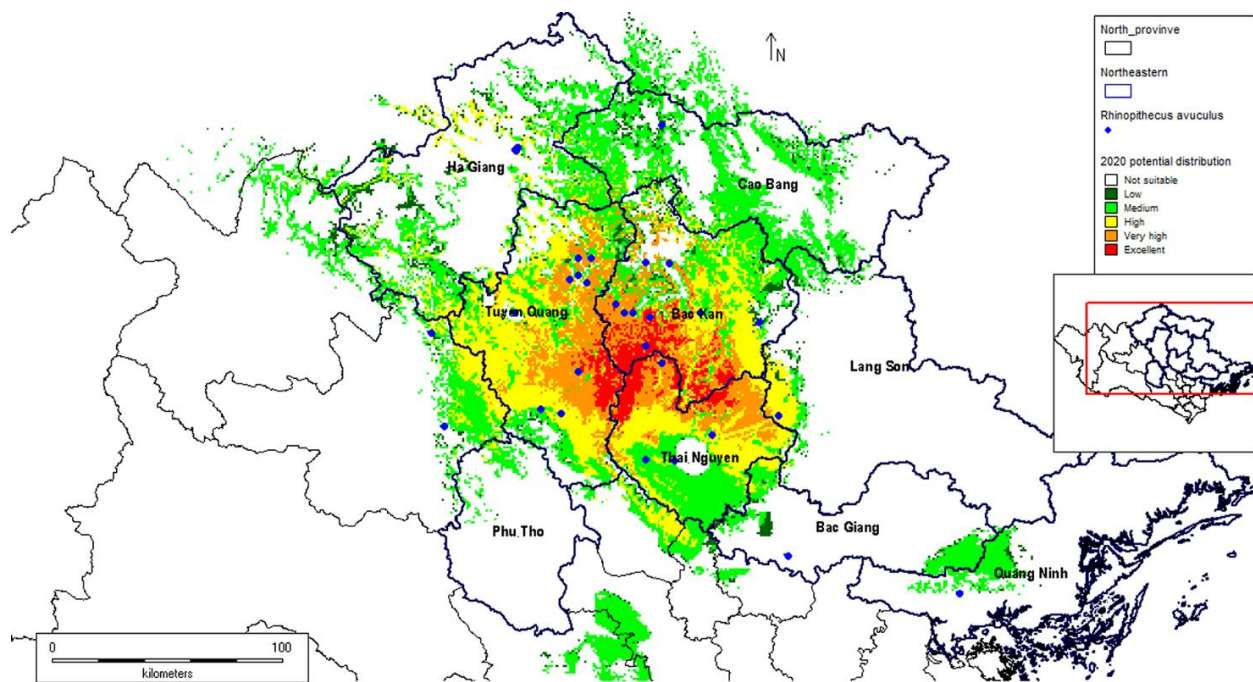 North_provinve
Northeastern
Rhinopithecus avuculus
2020 potential distribution
Not suitable
Low
Medium
High
Very high
Excellent
N
Ha Giang
Cao Bang
Tuyen Quang
Bac Kan
Lang Son
Thai Nguyen
Phu Tho
Bac Giang
Quang Ninh
0 100
kilometers